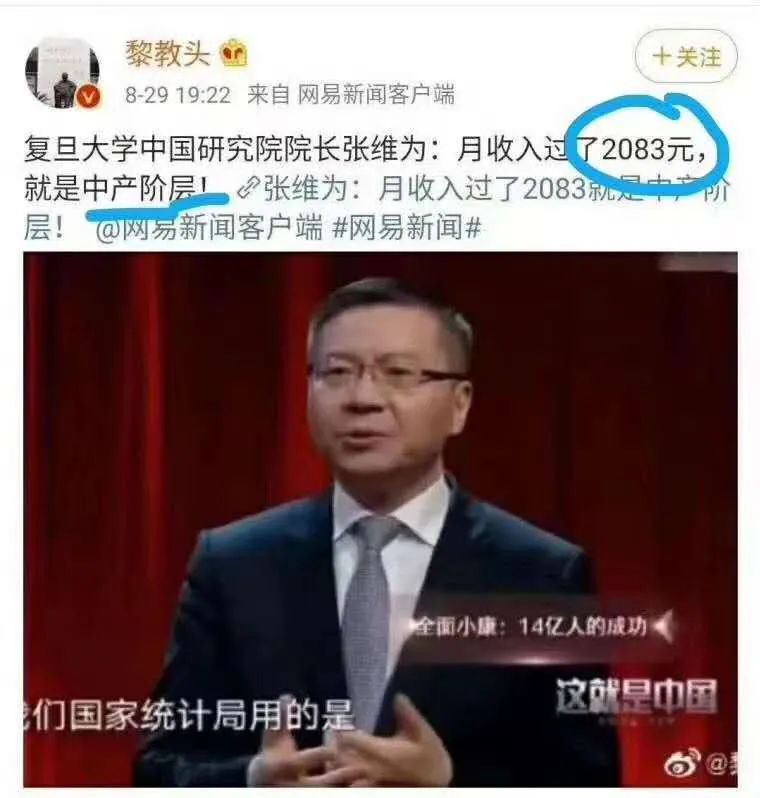 黎教头
+关注
8-29 19:22 来自 网易新闻客户端
复旦大学中国研究院院长张维为：月收入过了2083元，
就是中产阶层！ 张维为：月收入过了2083就是中产阶
层！ @网易新闻客户端 #网易新闻#
全面小康：14亿人的成功
这就是中国
们国家统计局用的是
@